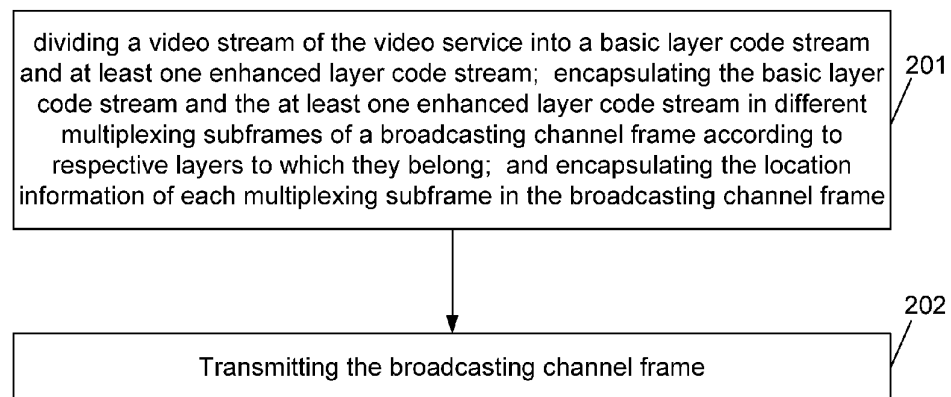 dividing a video stream of the video service into a basic layer code stream
and at least one enhanced layer code stream; encapsulating the basic layer
code stream and the at least one enhanced layer code stream in different
multiplexing subframes of a broadcasting channel frame according to
respective layers to which they belong; and encapsulating the location
information of each multiplexing subframe in the broadcasting channel frame
201
202
Transmitting the broadcasting channel frame